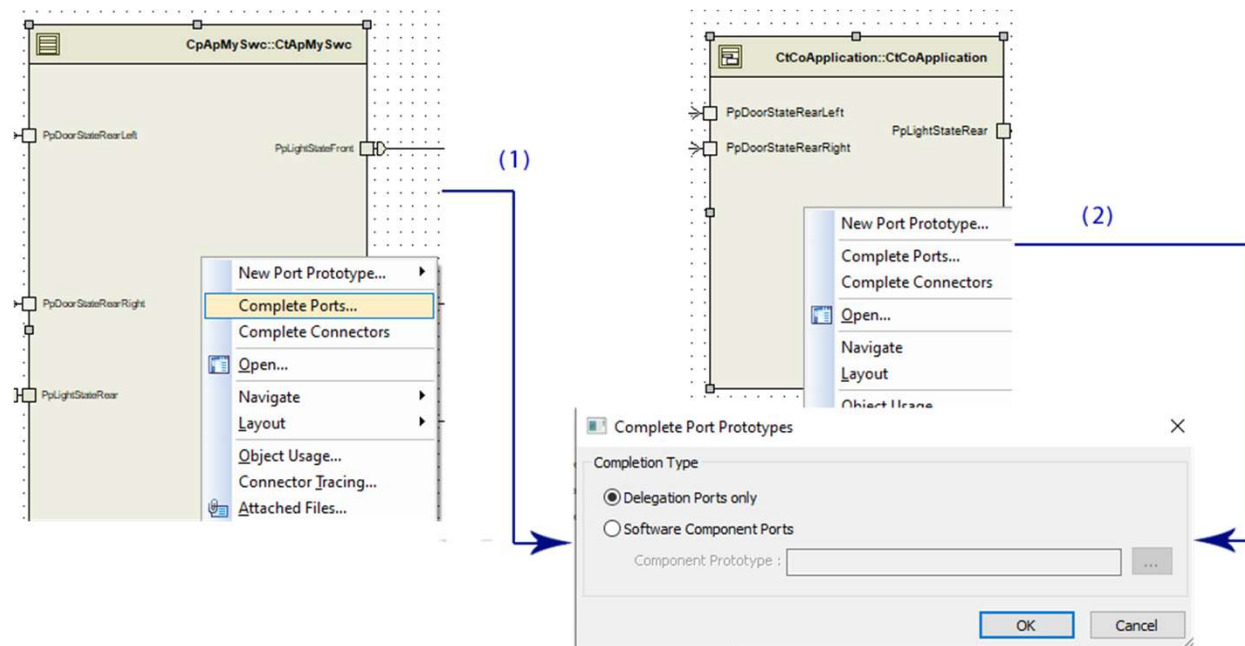 CpApMySwc::CtApMySwc
PpDoorStateRearLeft
PpLightStateFront
PpDoorStateRearRight
PpLightStateRear
New Port Prototype...
Complete Ports...
Complete Connectors
Open...
Navigate
Layout
Object Usage...
Connector Tracing...
Attached Files...
(1)
CtCoApplication::CtCoApplication
PpDoorStateRearLeft
PpLightStateRear
PpDoorStateRearRight
New Port Prototype...
Complete Ports...
Complete Connectors
Open...
Navigate
Layout
Object Usage
(2)
Complete Port Prototypes
Completion Type
Delegation Ports only
Software Component Ports
Component Prototype :
...
OK
Cancel